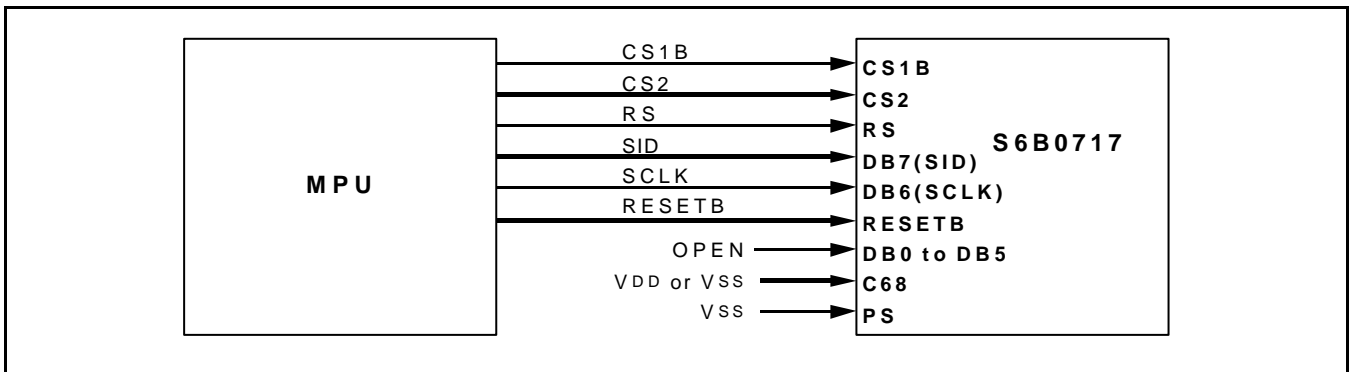 MPU
CS1B
CS2
RS
SID
SCLK
RESETB
OPEN
VDD or VSS
VSS
CS1B
CS2
RS
DB7(SID)
DB6(SCLK)
RESETB
DB0 to DB5
C68
PS
S6B0717